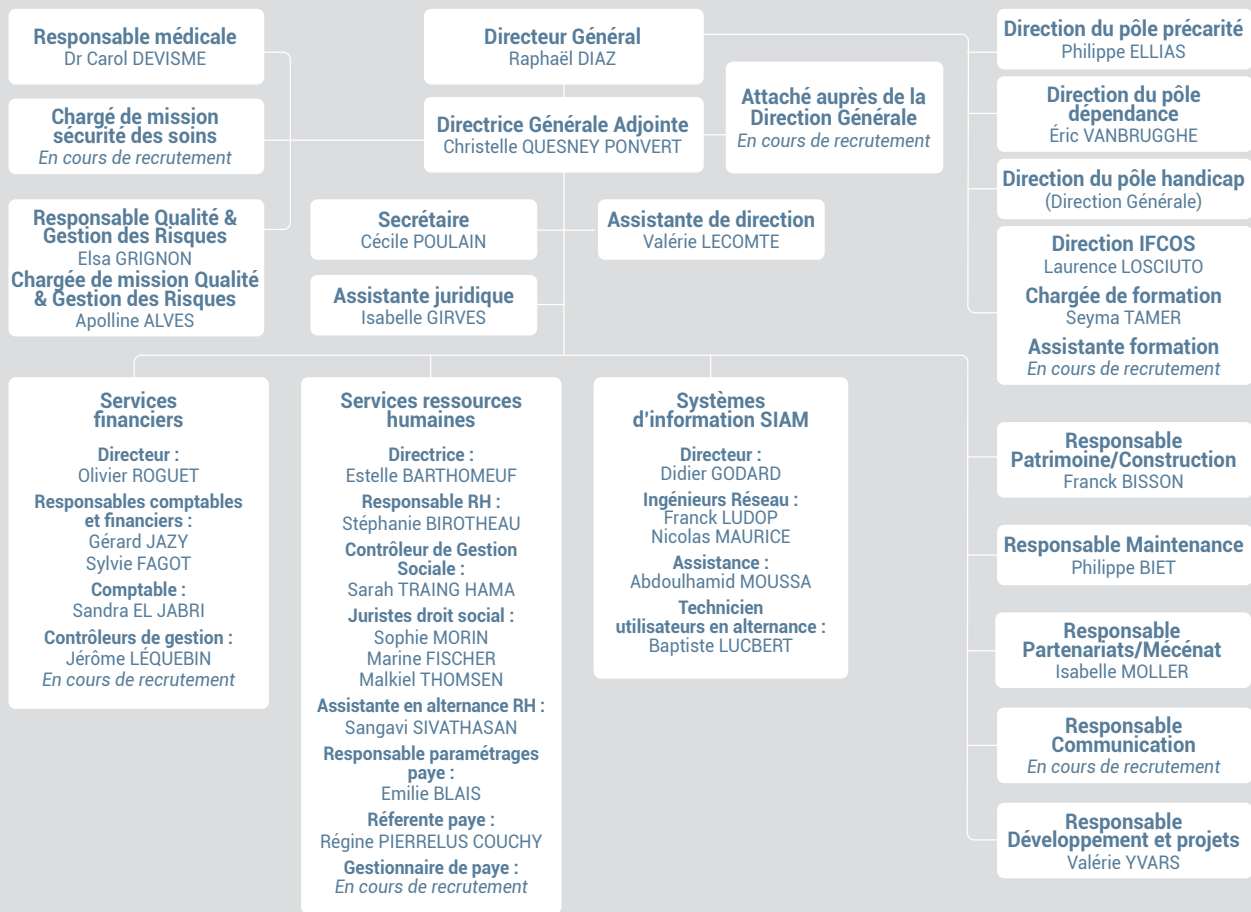 Responsable médicale
Dr Carol DEVISME
Chargé de mission
sécurité des soins
En cours de recrutement
Responsable Qualité &
Gestion des Risques
Elsa GRIGNON
Chargée de mission Qualité
& Gestion des Risques
Apolline ALVES
Directeur Général
Raphaël DIAZ
Directrice Générale Adjointe
Christelle QUESNEY PONVERT
Attaché auprès de la
Direction Générale
En cours de recrutement
Secrétaire
Cécile POULAIN
Assistante de direction
Valérie LECOMTE
Assistante juridique
Isabelle GIRVES
Direction du pôle précarité
Philippe ELLIAS
Direction du pôle
dépendance
Éric VANBRUGGHE
Direction du pôle handicap
(Direction Générale)
Direction IFCOS
Laurence LOSCIUTO
Chargée de formation
Seyma TAMER
Assistante formation
En cours de recrutement
Services
financiers
Directeur :
Olivier ROGUET
Responsables comptables
et financiers :
Gérard JAZY
Sylvie FAGOT
Comptable :
Sandra EL JABRI
Contrôleurs de gestion :
Jérôme LÉQUEBIN
En cours de recrutement
Services ressources
humaines
Directrice :
Estelle BARTHOMEUF
Responsable RH :
Stéphanie BIROTHEAU
Contrôleur de Gestion
Sociale :
Sarah TRAING HAMA
Juristes droit social :
Sophie MORIN
Marine FISCHER
Malkiel THOMSEN
Assistante en alternance RH :
Sangavi SIVATHASAN
Responsable paramétrages
paye :
Emilie BLAIS
Réferente paye :
Régine PIERRELUS COUCHY
Gestionnaire de paye :
En cours de recrutement
Systèmes
d'information SIAM
Directeur :
Didier GODARD
Ingénieurs Réseau :
Franck LUDOP
Nicolas MAURICE
Assistance :
Abdoulhamid MOUSSA
Technicien
utilisateurs en alternance :
Baptiste LUCBERT
Responsable
Patrimoine/Construction
Franck BISSON
Responsable Maintenance
Philippe BIET
Responsable
Partenariats/Mécénat
Isabelle MOLLER
Responsable
Communication
En cours de recrutement
Responsable
Développement et projets
Valérie YVARS